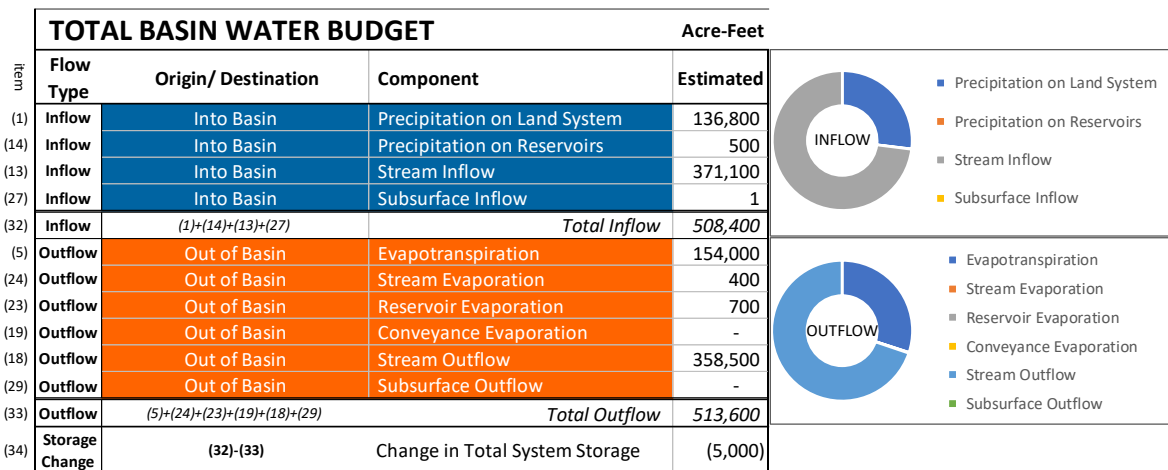 TOTAL BASIN WATER BUDGET Acre-Feet
item Flow Type Origin/ Destination Component Estimated
(1) Inflow Into Basin Precipitation on Land System 136,800
(14) Inflow Into Basin Precipitation on Reservoirs 500
(13) Inflow Into Basin Stream Inflow 371,100
(27) Inflow Into Basin Subsurface Inflow 1
(32) Inflow (1)+(14)+(13)+(27) Total Inflow 508,400
(5) Outflow Out of Basin Evapotranspiration 154,000
(24) Outflow Out of Basin Stream Evaporation 400
(23) Outflow Out of Basin Reservoir Evaporation 700
(19) Outflow Out of Basin Conveyance Evaporation -
(18) Outflow Out of Basin Stream Outflow 358,500
(29) Outflow Out of Basin Subsurface Outflow -
(33) Outflow (5)+(24)+(23)+(19)+(18)+(29) Total Outflow 513,600
(34) Storage Change (32)-(33) Change in Total System Storage (5,000)
INFLOW
Precipitation on Land System
Precipitation on Reservoirs
Stream Inflow
Subsurface Inflow
OUTFLOW
Evapotranspiration
Stream Evaporation
Reservoir Evaporation
Conveyance Evaporation
Stream Outflow
Subsurface Outflow